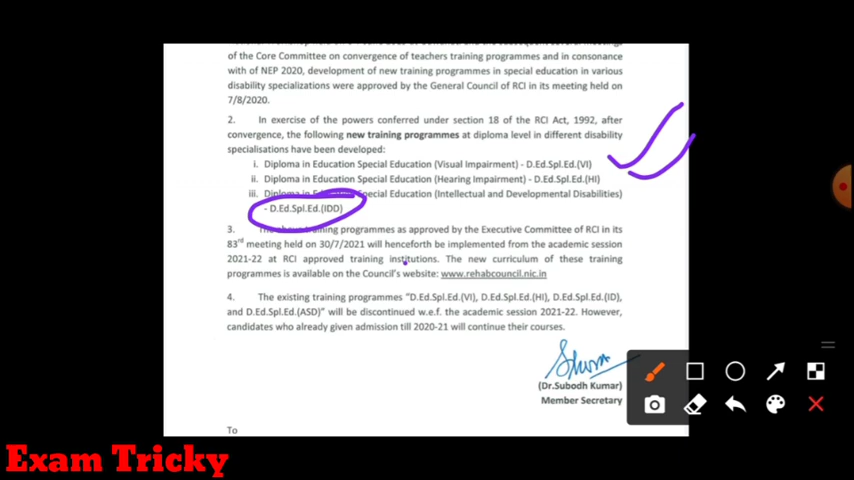 of the Core Committee on convergence of teachers training programmes and in consonance
with of NEP 2020, development of new training programmes in special education in various
disability specializations were approved by the General Council of RCI in its meeting held on
7/8/2020.
2. In exercise of the powers conferred under section 18 of the RCI Act, 1992, after
convergence, the following new training programmes at diploma level in different disability
specialisations have been developed:
i. Diploma in Education Special Education (Visual Impairment) - D.Ed.Spl.Ed.(VI)
ii. Diploma in Education Special Education (Hearing Impairment) - D.Ed.Spl.Ed.(HI)
iii. Diploma in Education Special Education (Intellectual and Developmental Disabilities)
- D.Ed.Spl.Ed.(IDD)
3. The above training programmes as approved by the Executive Committee of RCI in its
83rd meeting held on 30/7/2021 will henceforth be implemented from the academic session
2021-22 at RCI approved training institutions. The new curriculum of these training
programmes is available on the Council's website: www.rehabcouncil.nic.in
4. The existing training programmes "D.Ed.Spl.Ed.(VI), D.Ed.Spl.Ed.(HI), D.Ed.Spl.Ed.(ID),
and D.Ed.Spl.Ed.(ASD)" will be discontinued w.e.f. the academic session 2021-22. However,
candidates who already given admission till 2020-21 will continue their courses.
(Dr.Subodh Kumar)
Member Secretary
To
Exam Tricky